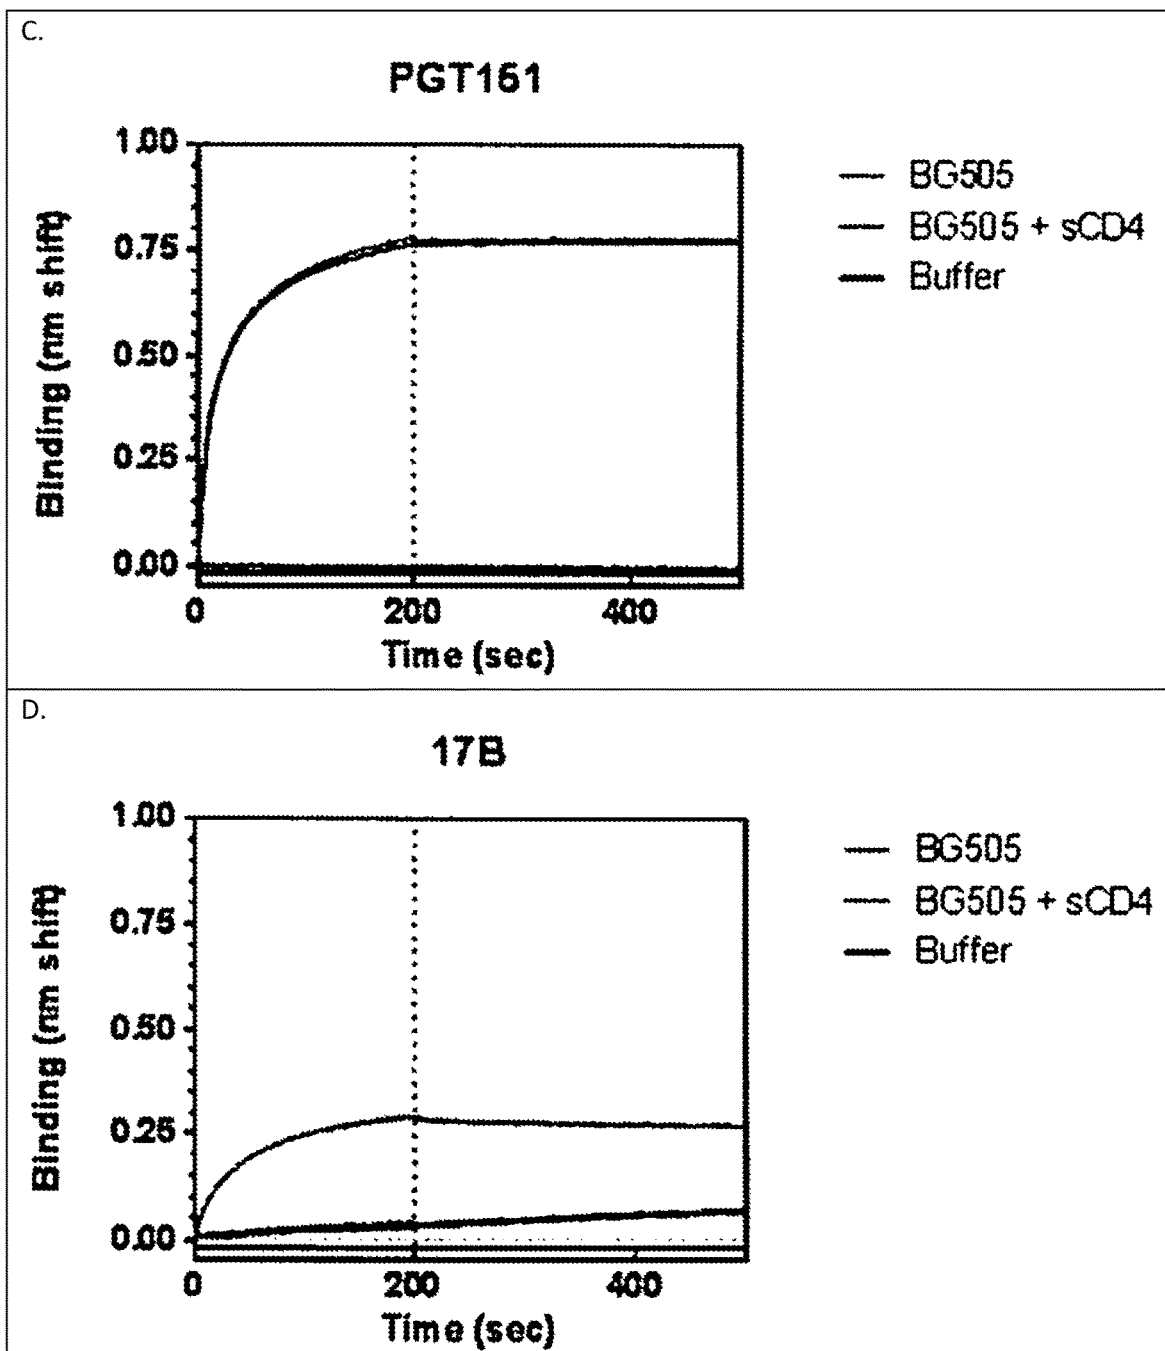 C.
PGT151
1.00
0.75
0.50
0.25
0.00
Binding (nm shift)
0
200
400
Time (sec)
BG505
BG505 + sCD4
Buffer
D.
17B
1.00
0.75
0.50
0.25
0.00
Binding (nm shift)
0
200
400
Time (sec)
BG505
BG505 + sCD4
Buffer